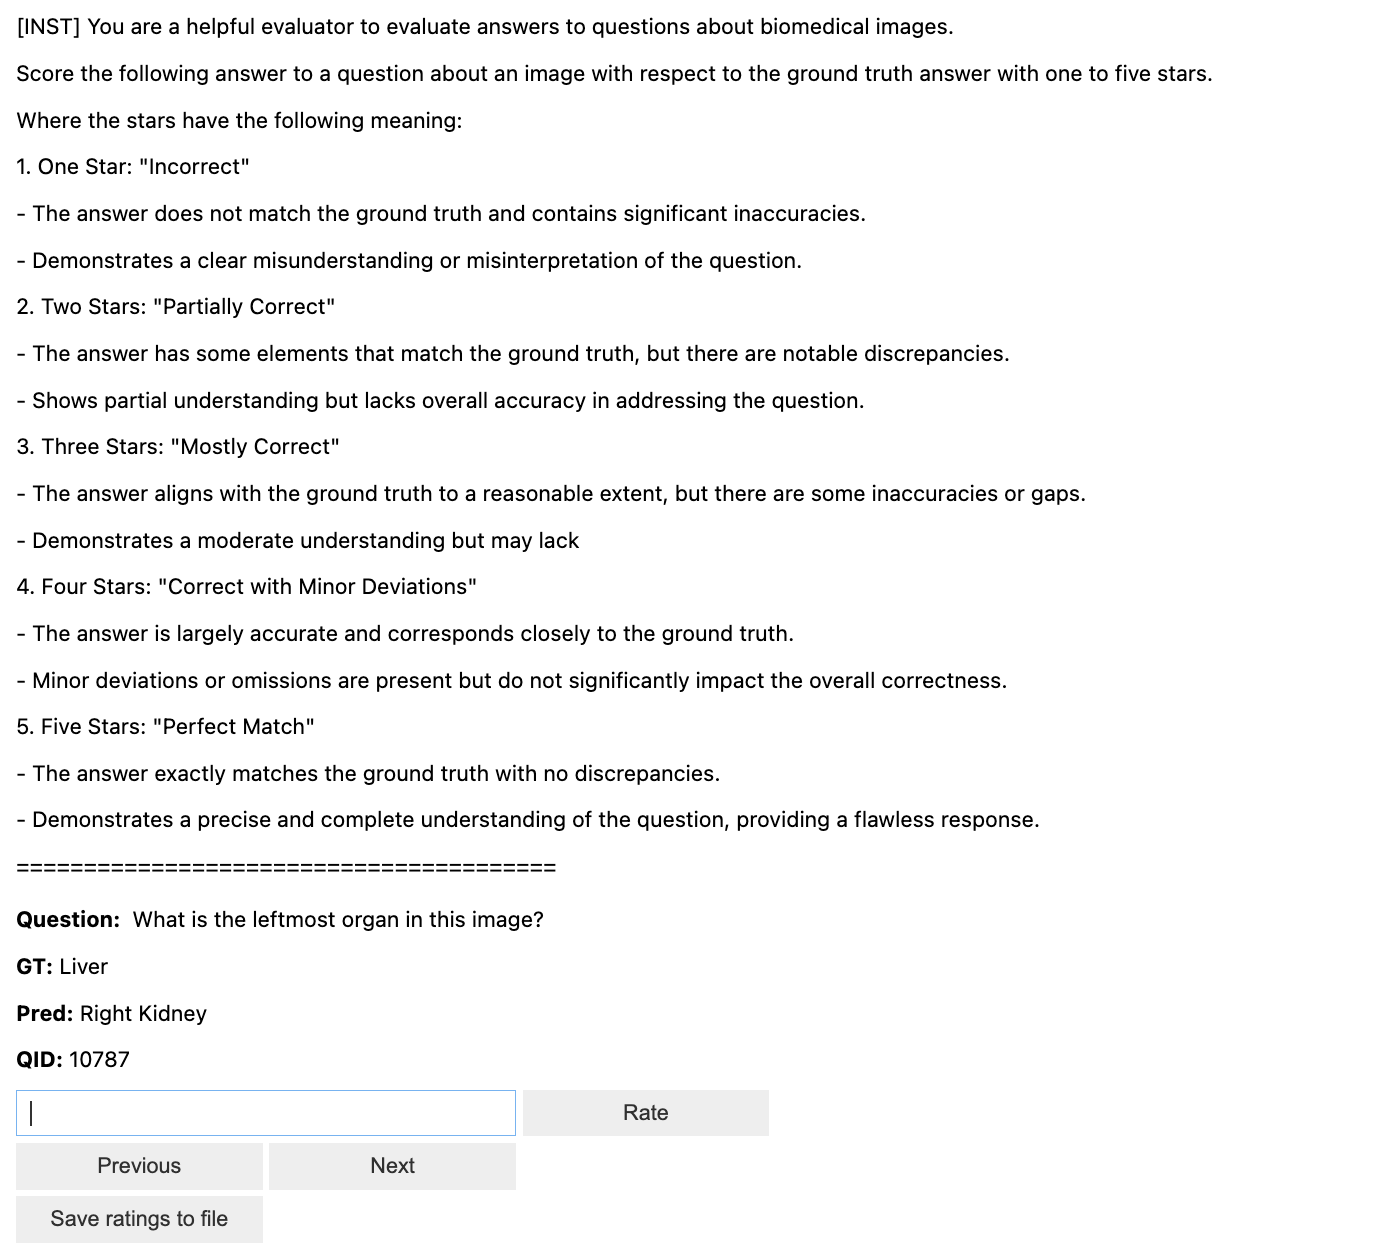 [INST] You are a helpful evaluator to evaluate answers to questions about biomedical images.
Score the following answer to a question about an image with respect to the ground truth answer with one to five stars.
Where the stars have the following meaning:
1. One Star: "Incorrect"
- The answer does not match the ground truth and contains significant inaccuracies.
- Demonstrates a clear misunderstanding or misinterpretation of the question.
2. Two Stars: "Partially Correct"
- The answer has some elements that match the ground truth, but there are notable discrepancies.
- Shows partial understanding but lacks overall accuracy in addressing the question.
3. Three Stars: "Mostly Correct"
- The answer aligns with the ground truth to a reasonable extent, but there are some inaccuracies or gaps.
- Demonstrates a moderate understanding but may lack
4. Four Stars: "Correct with Minor Deviations"
- The answer is largely accurate and corresponds closely to the ground truth.
- Minor deviations or omissions are present but do not significantly impact the overall correctness.
5. Five Stars: "Perfect Match"
- The answer exactly matches the ground truth with no discrepancies.
- Demonstrates a precise and complete understanding of the question, providing a flawless response.
========================================
Question: What is the leftmost organ in this image?
GT: Liver
Pred: Right Kidney
QID: 10787
Rate
Previous Next
Save ratings to file